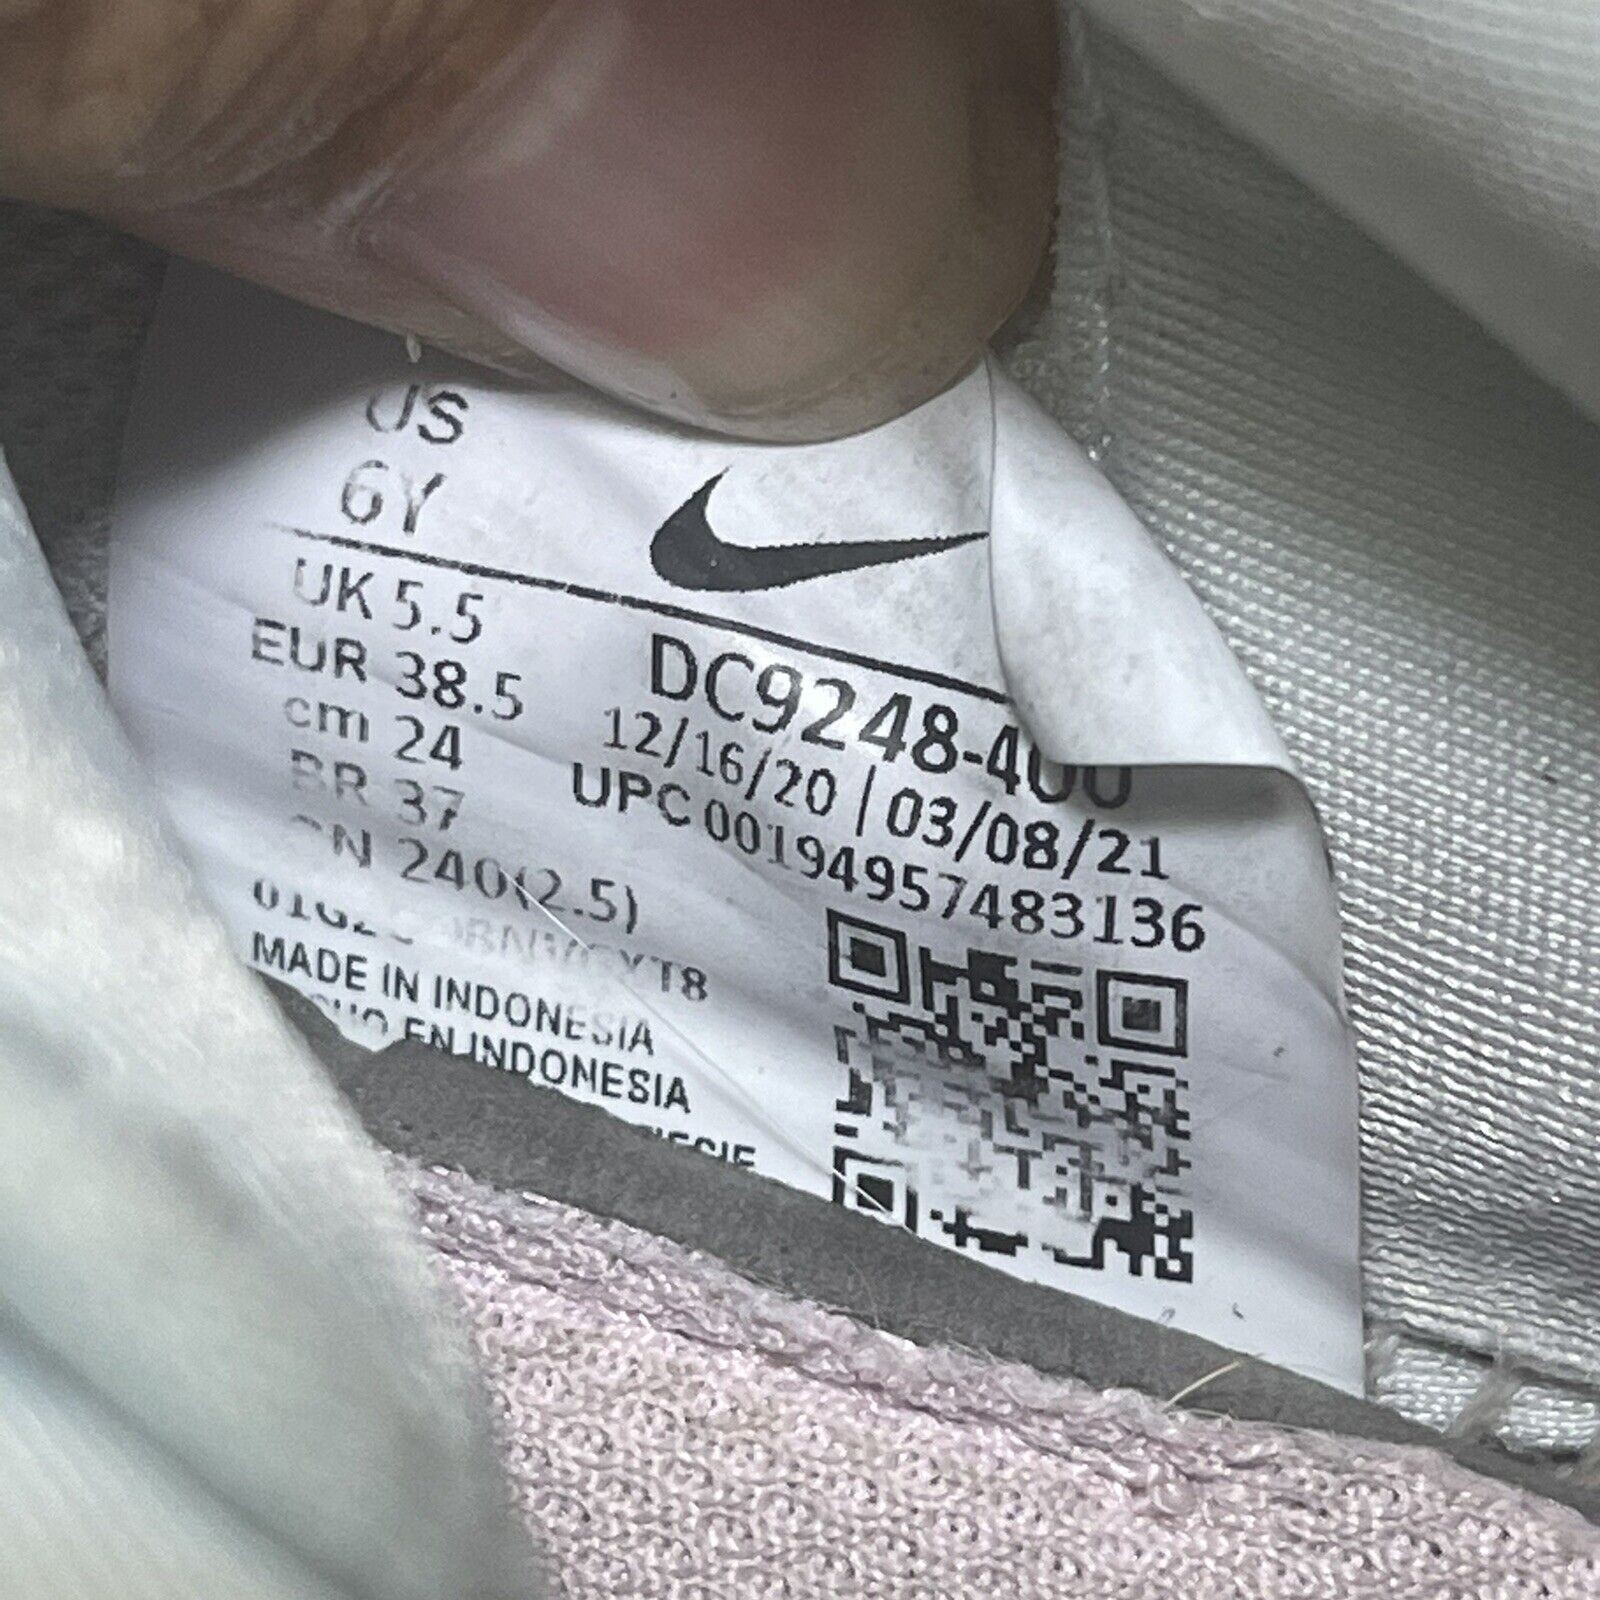 US
6Y
UK 5.5
EUR 38.5
cm 24
BR 37
CN 240(2.5)
MADE IN INDONESIA
EN INDONESIA
DC9248-400
12/16/20 | 03/08/21
UPC 00194957483136